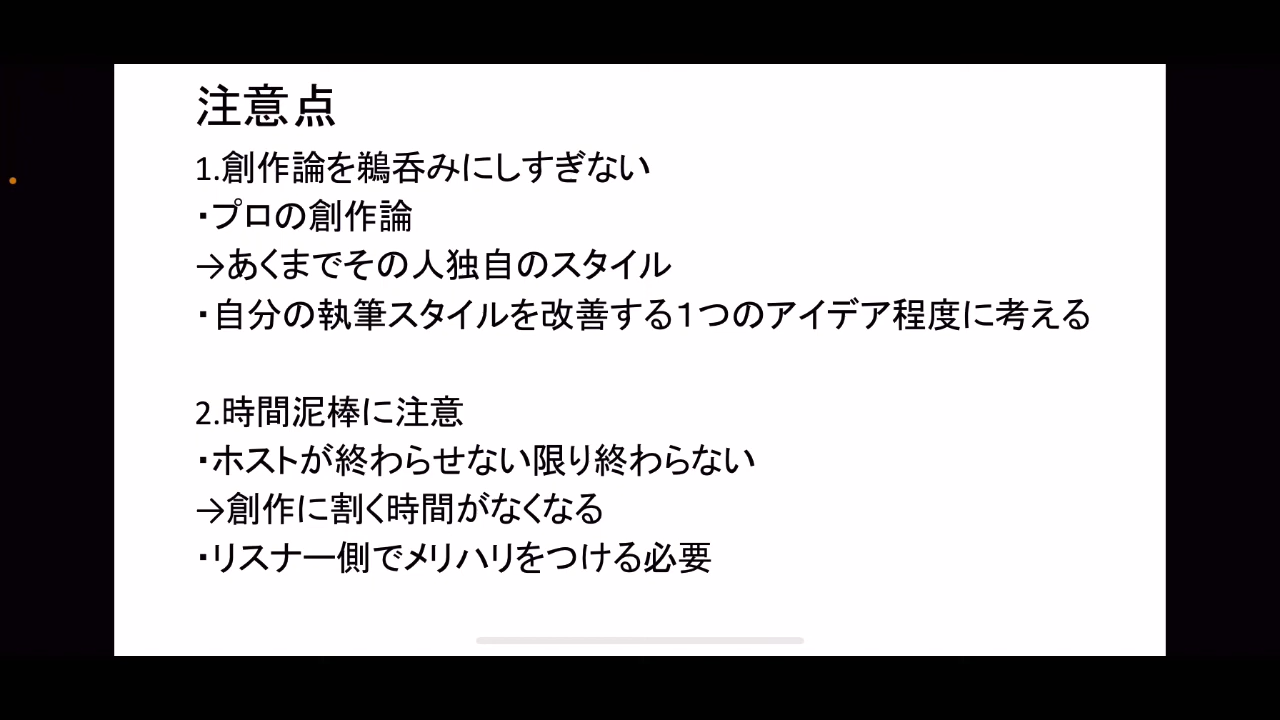 注意点
1.創作論を鵜呑みにしすぎない
・プロの創作論
→あくまでその人独自のスタイル
・自分の執筆スタイルを改善する１つのアイデア程度に考える
2.時間泥棒に注意
・ホストが終わらせない限り終わらない
→創作に割く時間がなくなる
・リスナー側でメリハリをつける必要